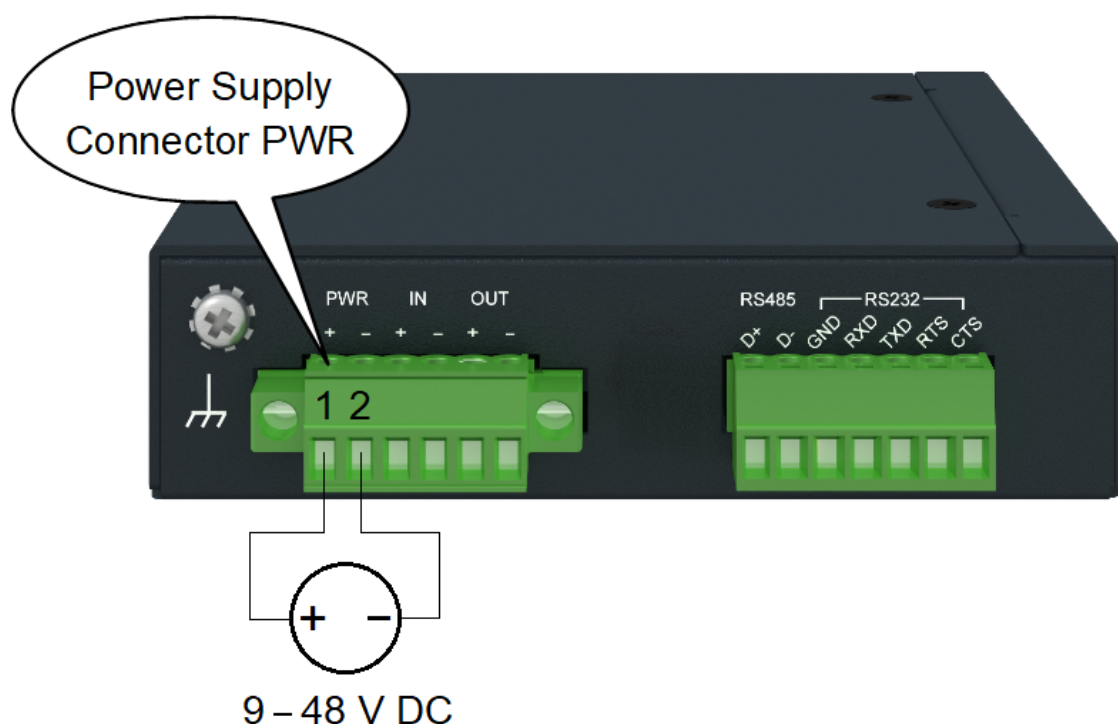 Power Supply
Connector PWR
PWR IN OUT
+ − + − + −
1 2
RS485 RS232
D+ D- GND RXD TXD RTS CTS
+ −
9 – 48 V DC